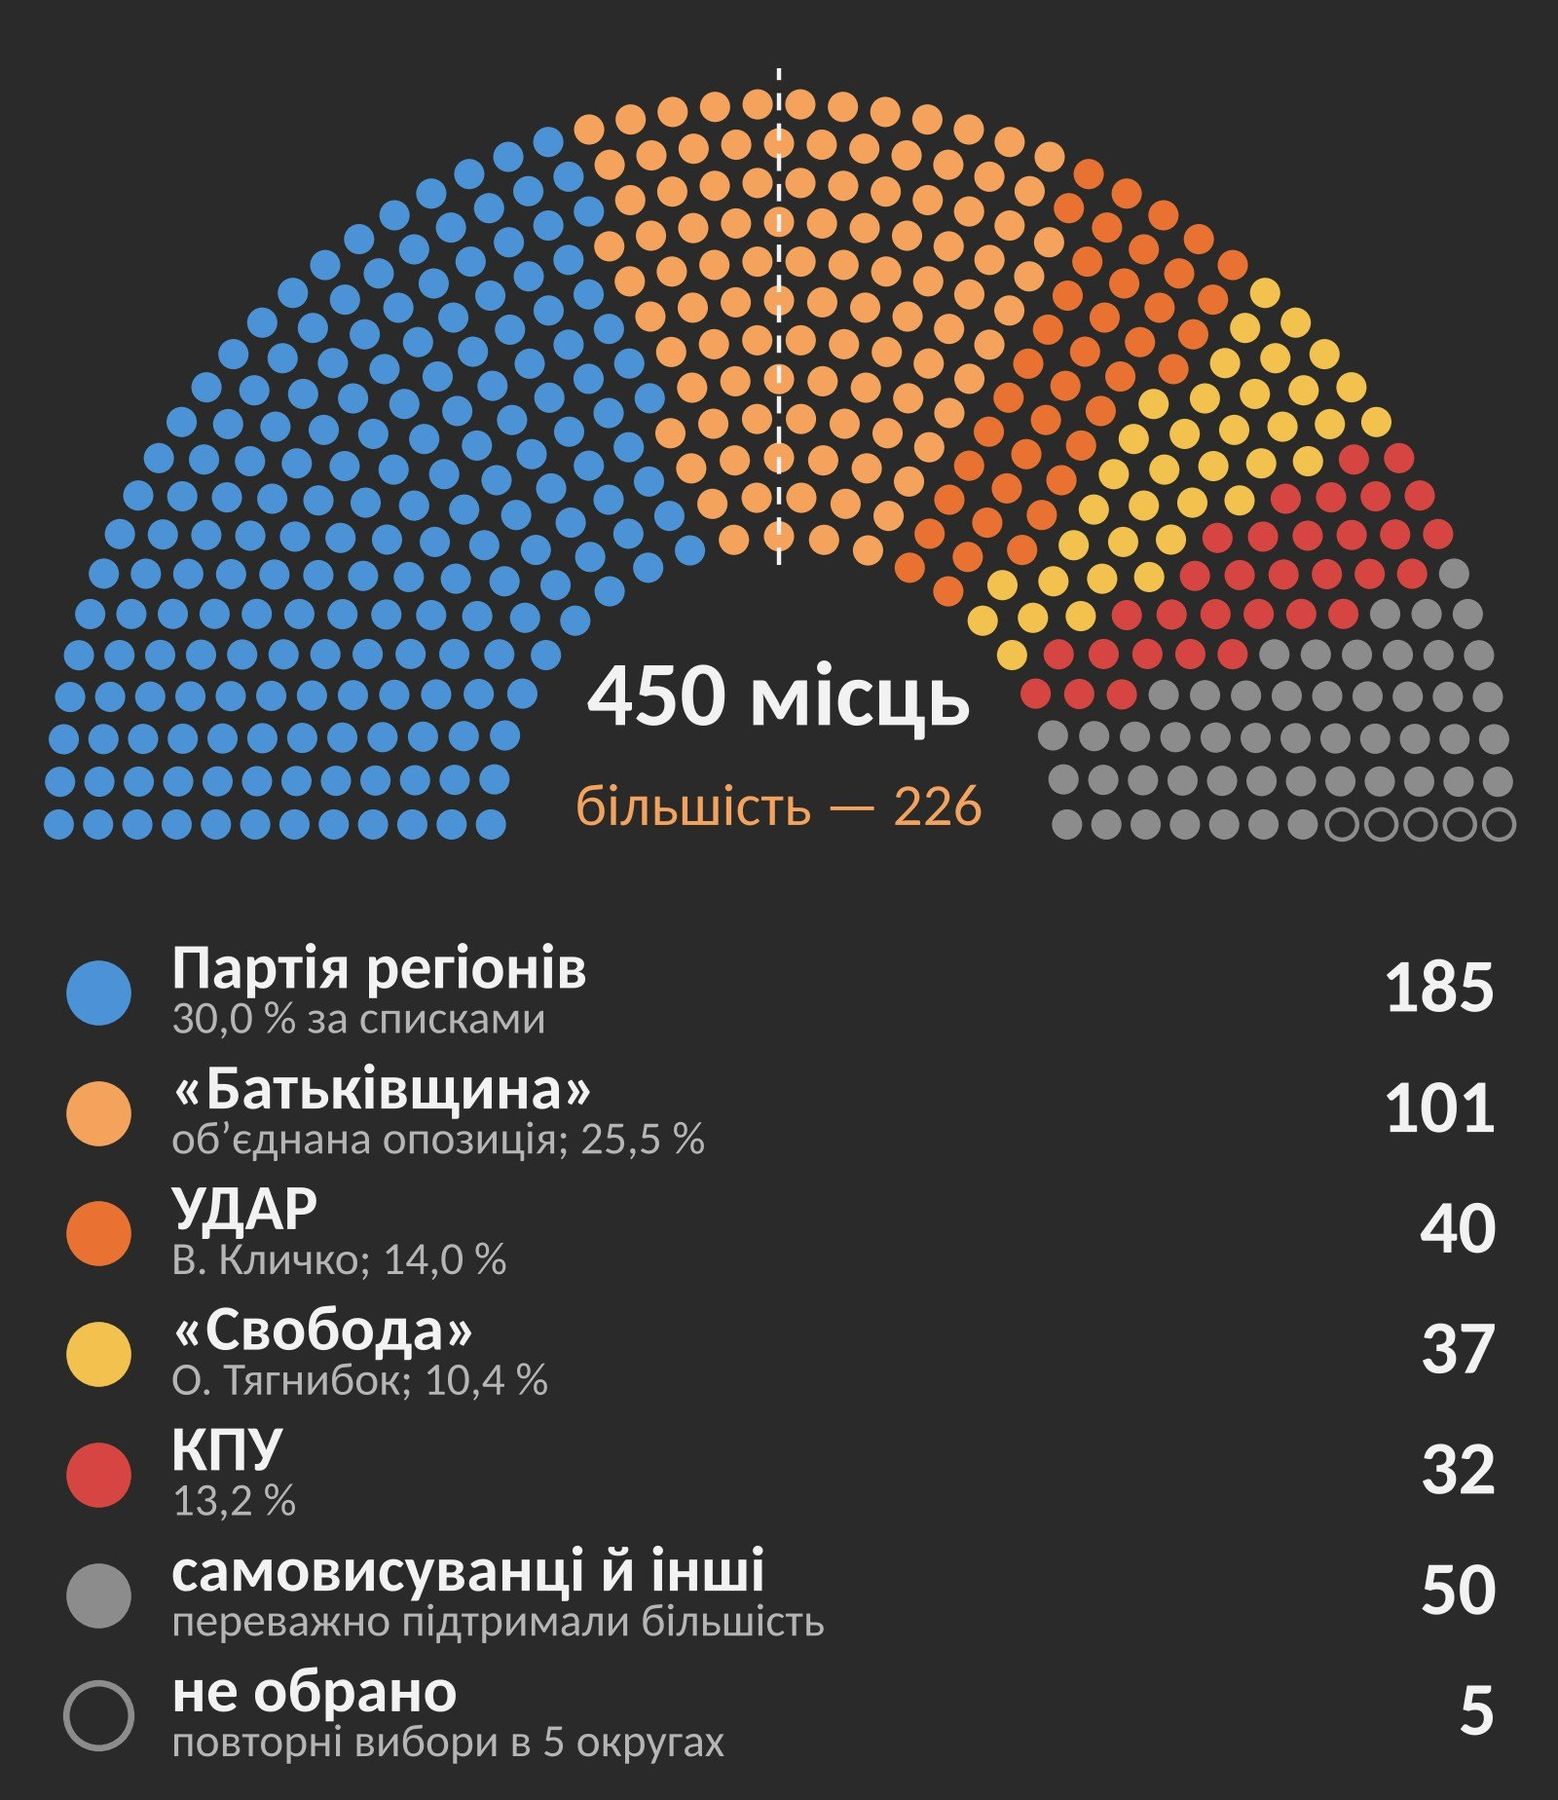 450 місць
більшість — 226
Партія регіонів
30,0 % за списками
185
«Батьківщина»
об’єднана опозиція; 25,5 %
101
УДАР
В. Кличко; 14,0 %
40
«Свобода»
О. Тягнибок; 10,4 %
37
КПУ
13,2 %
32
самовисуванці й інші
переважно підтримали більшість
50
не обрано
повторні вибори в 5 округах
5